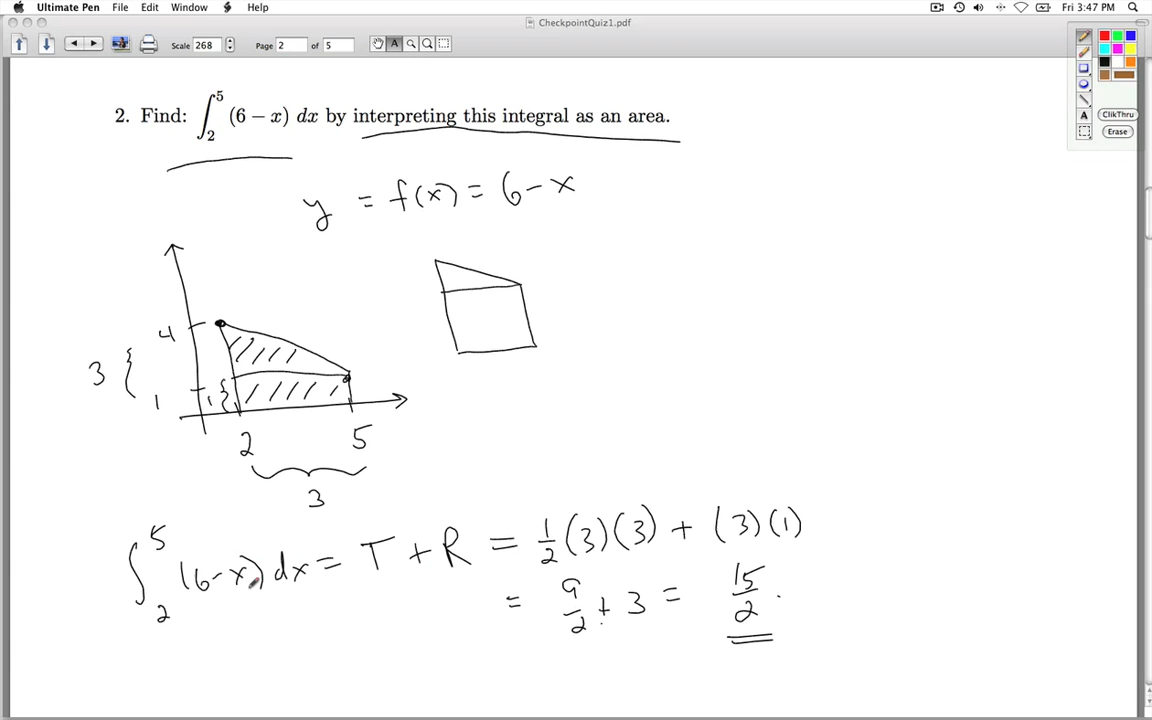 Ultimate Pen File Edit Window Help Fri 3:47 PM
CheckpointQuiz1.pdf
Scale 268 Page 2 of 5
A
A ClikThru
Erase
2. Find: ∫₂⁵ (6 − x) dx by interpreting this integral as an area.
y = f(x) = 6 - x
4
3 {
1
1 {
2 5
3
∫₂⁵ (6-x) dx = T + R = 1/2 (3)(3) + (3)(1)
= 9/2 + 3 = 15/2 .